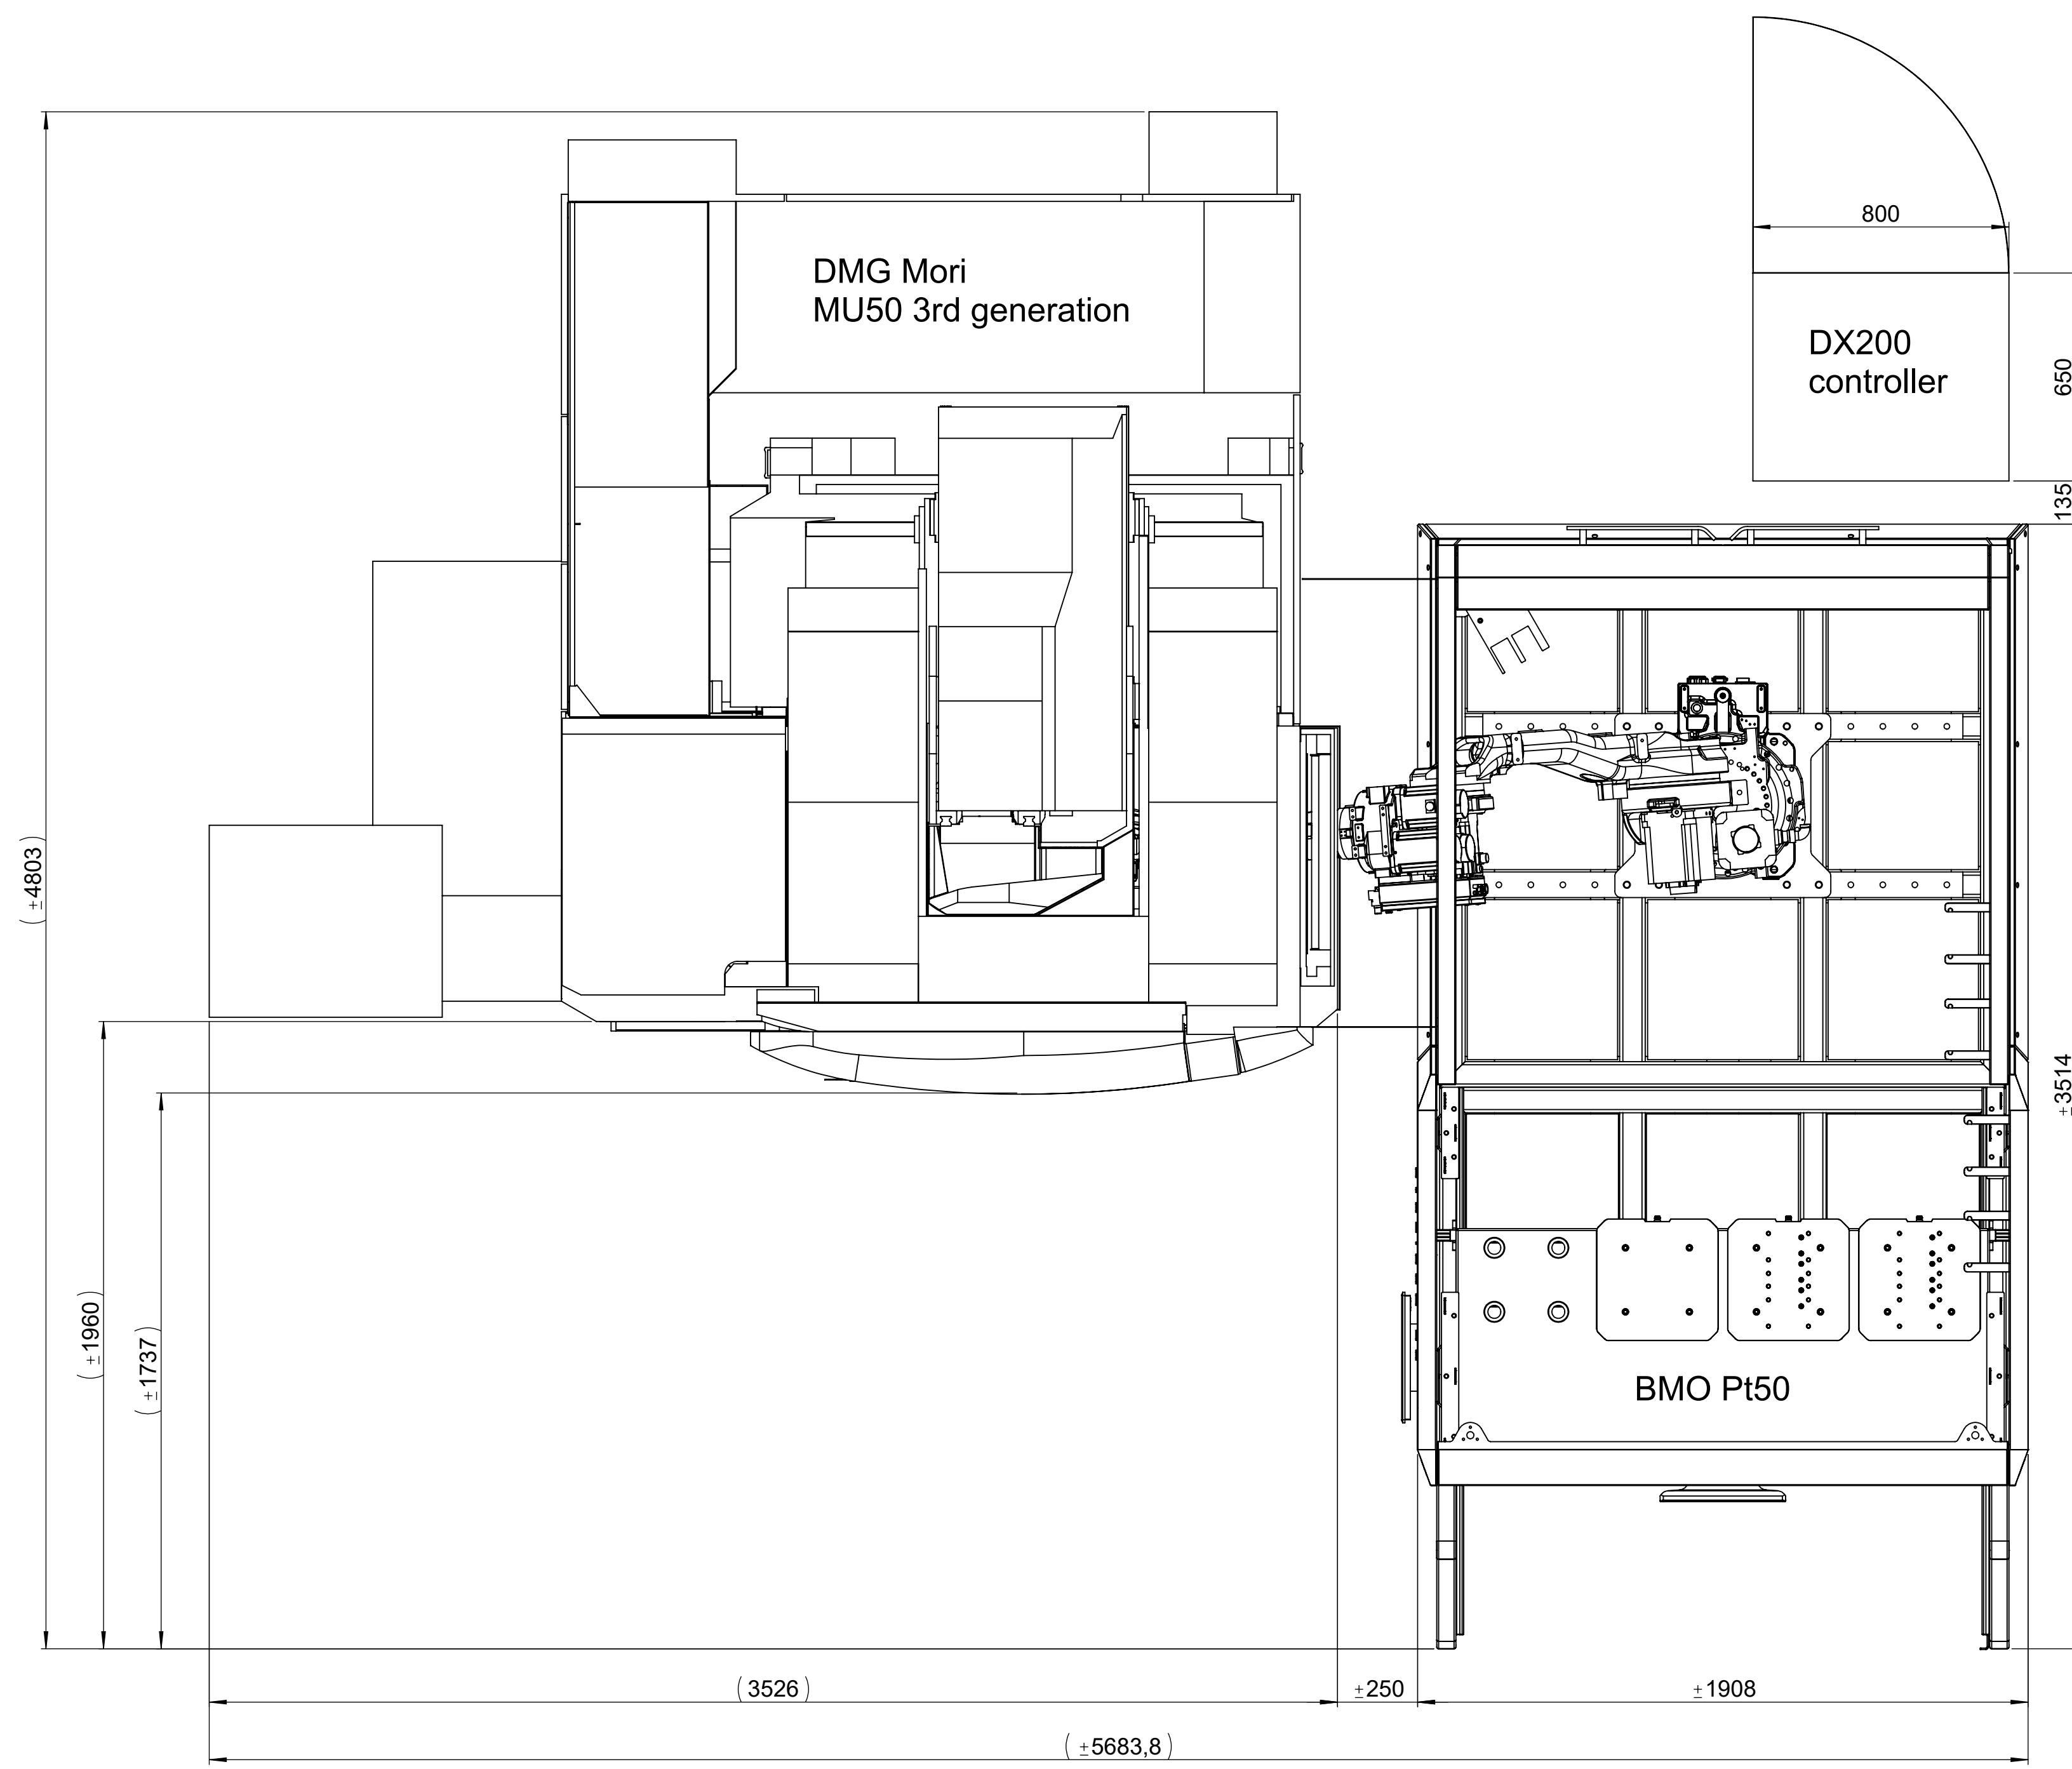 800
DMG Mori
MU50 3rd generation
DX200
controller
650
135
(±4803)
±3514
(±1960)
(±1737)
BMO Pt50
(3526)
±250
±1908
(±5683,8)